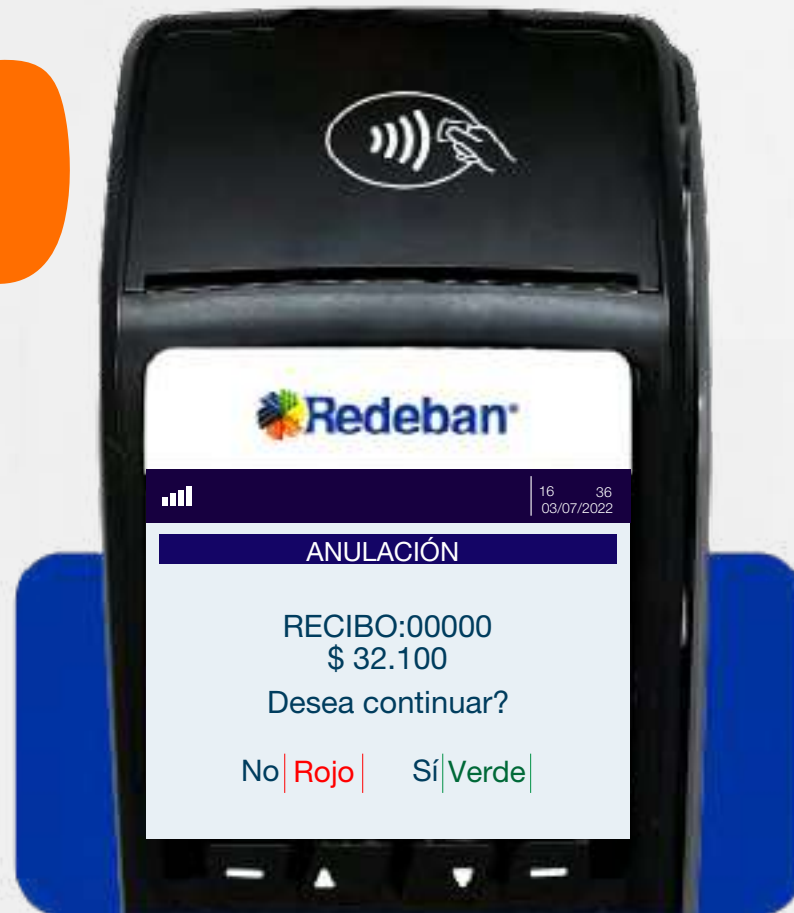 Redeban
16 36
03/07/2022
ANULACIÓN
RECIBO:00000
$ 32.100
Desea continuar?
No Rojo Sí Verde